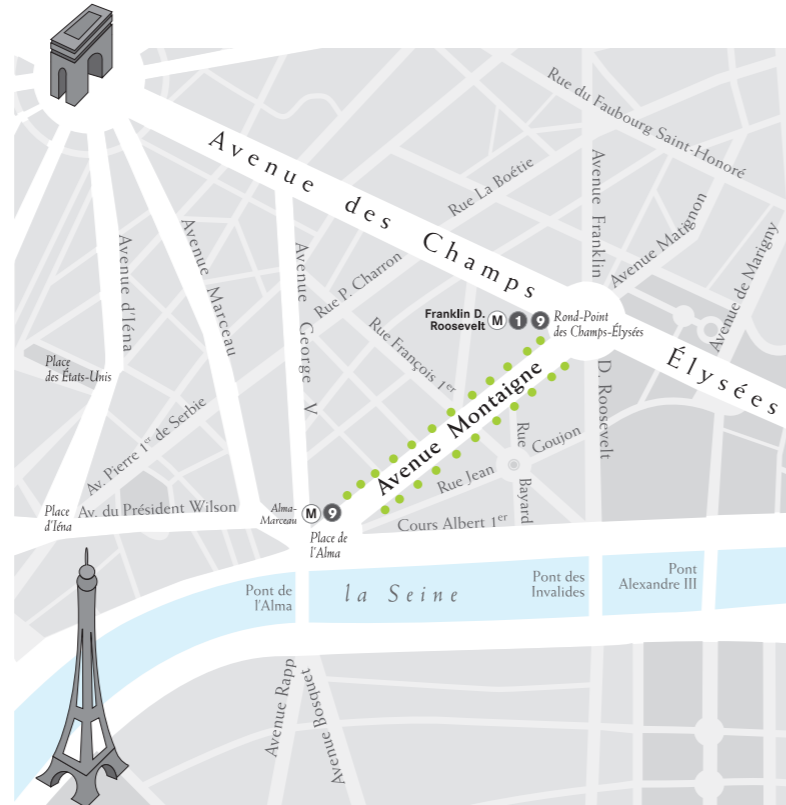 Rue du Faubourg Saint-Honoré
Avenue des Champs Élysées
Rue La Boétie
Avenue Franklin D. Roosevelt
Avenue Matignon
Avenue de Marigny
Avenue d'Iéna
Avenue Marceau
Avenue George V
Rue P. Charron
Franklin D.
Roosevelt
M 1 9
Rond-Point
des Champs-Élysées
Rue François 1er
Place
des États-Unis
Avenue Montaigne
Av. Pierre 1er de Serbie
Rue Jean Goujon
Rue Bayard
Place
d'Iéna
Av. du Président Wilson
Alma-
Marceau
M 9
Place de
l'Alma
Cours Albert 1er
Pont de
l'Alma
la Seine
Pont des
Invalides
Pont
Alexandre III
Avenue Rapp
Avenue Bosquet